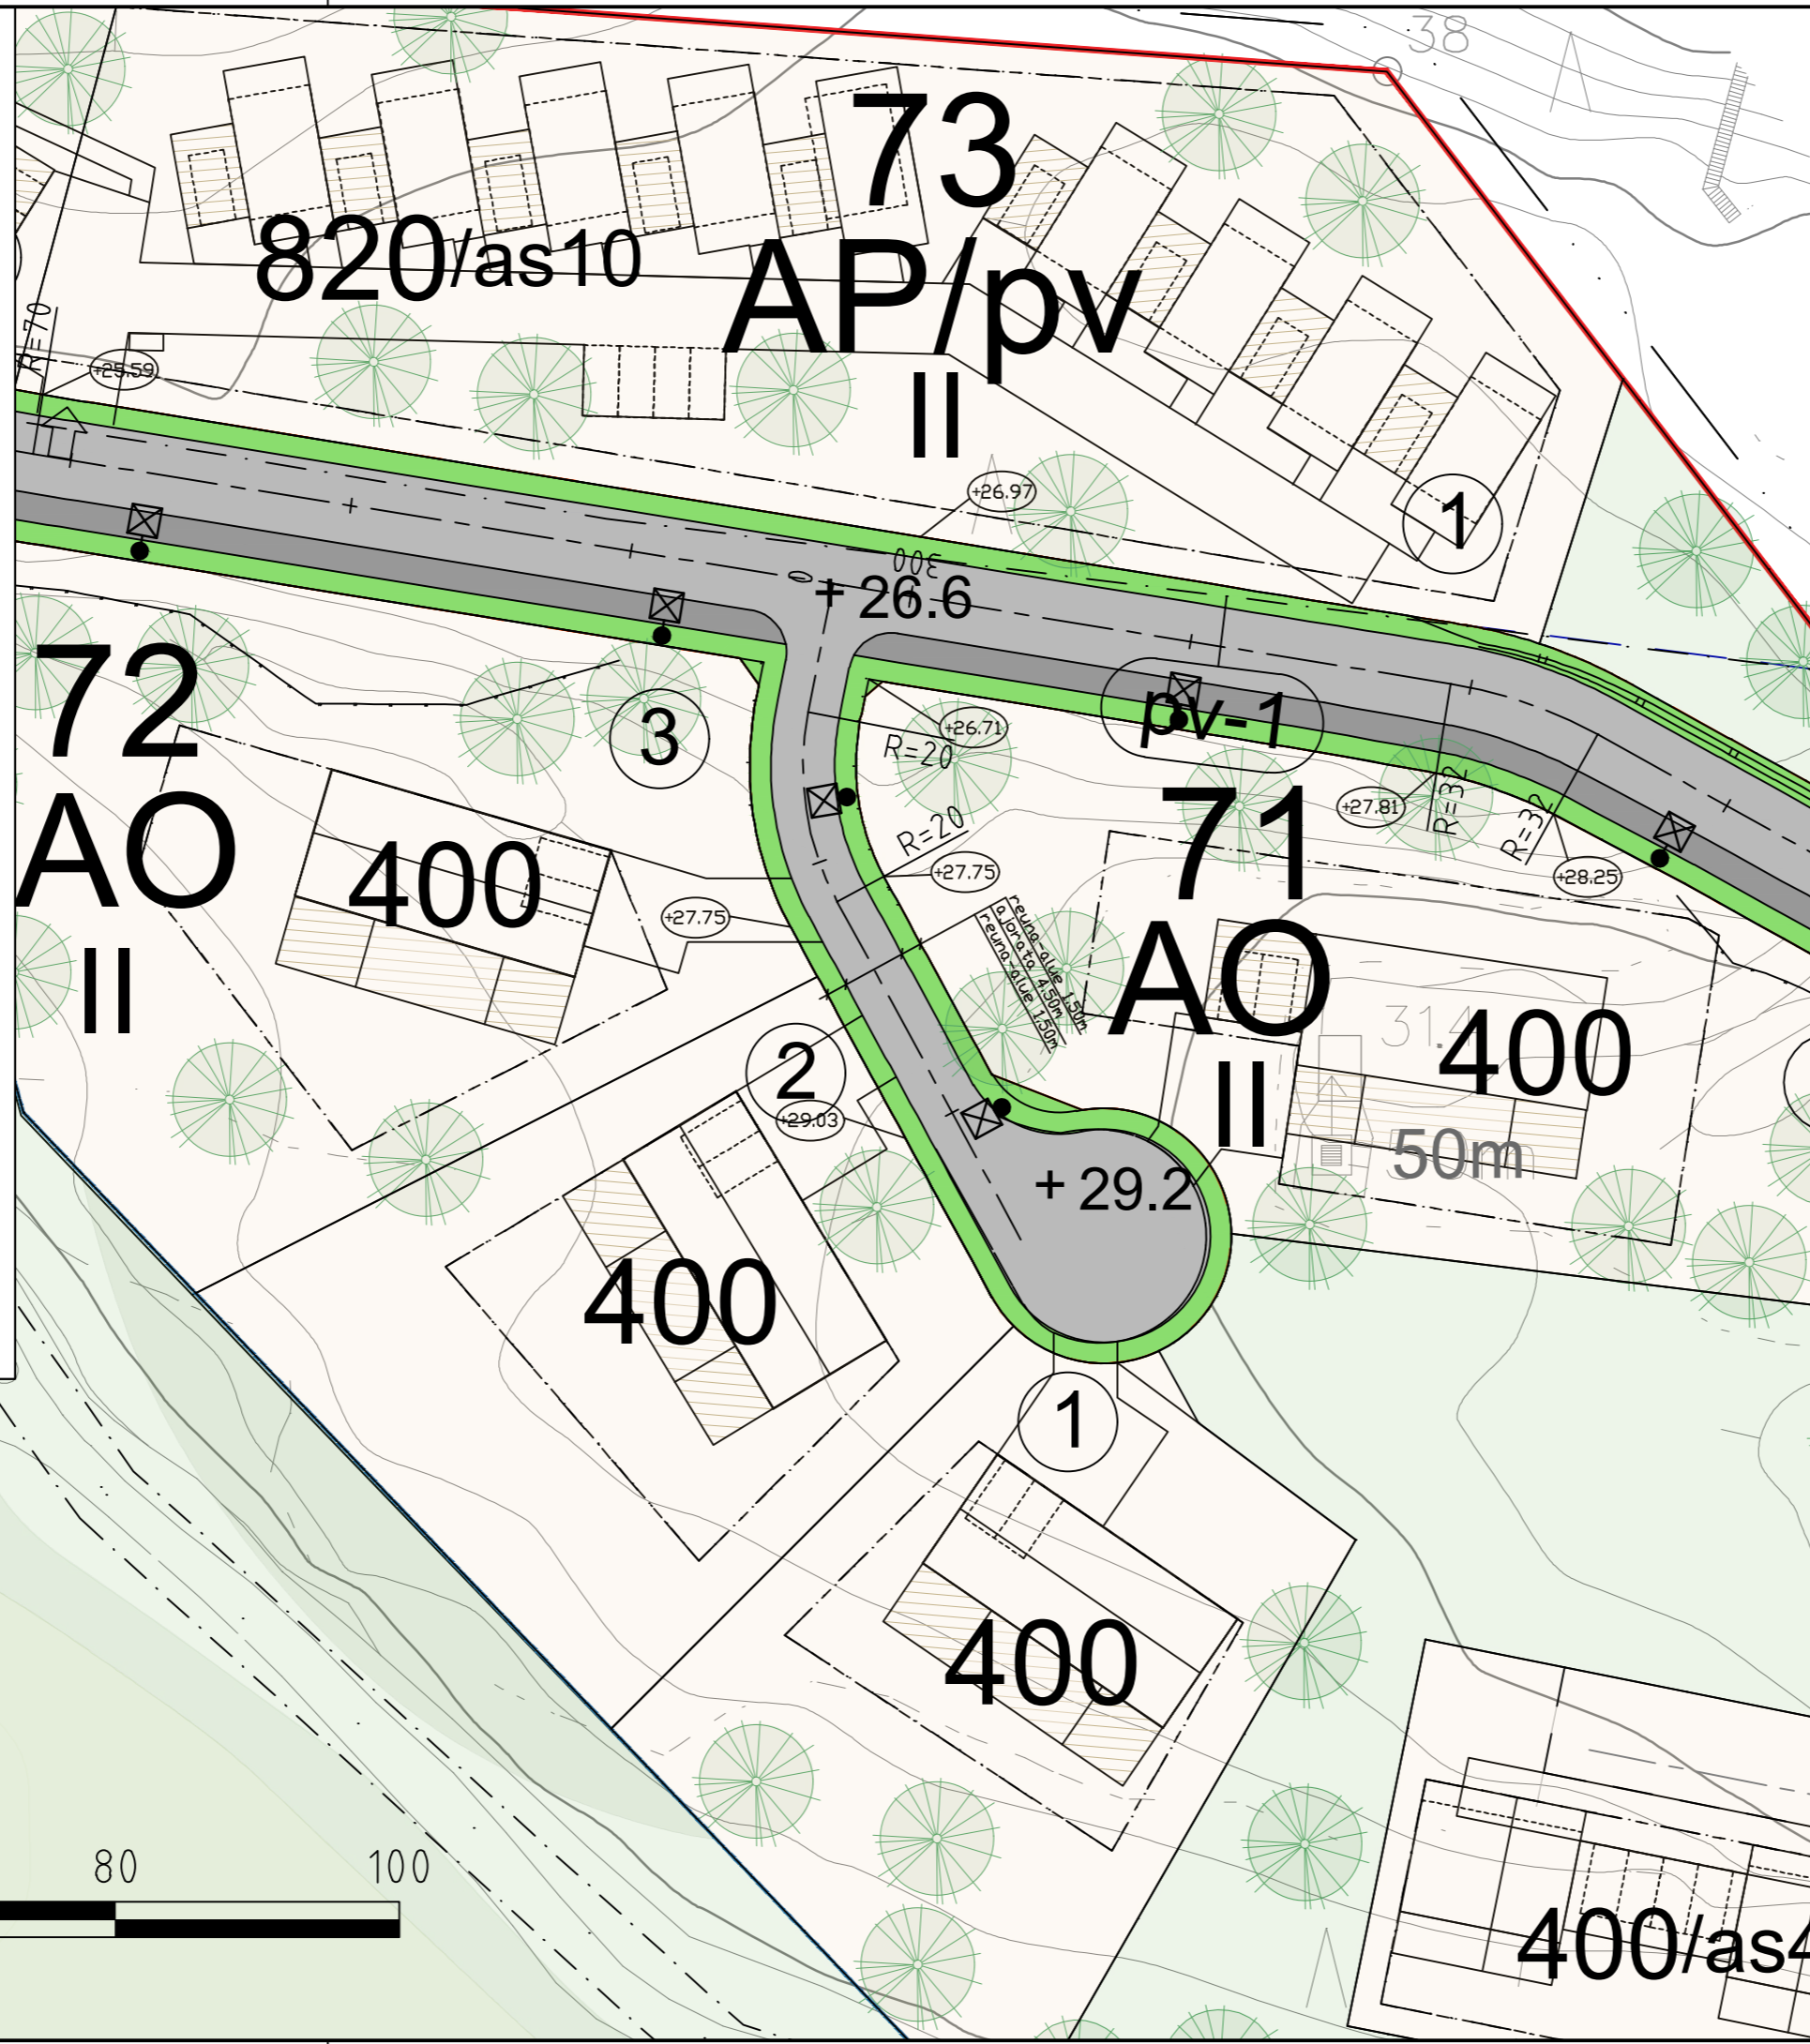 38
73
820/as10
AP/pv
II
R=70
+25.59
+26.97
1
300
0
+ 26.6
72
AO
II
3
+26.71
R=20
pv-1
R=20
+27.75
+27.75
400
71
AO
II
+27.81
R=32
R=32
+28.25
reuna-alue 1.50m
ajorata 4.50m
reuna-alue 1.50m
2
+29.03
31.4
400
50m
+ 29.2
400
1
400
80
100
400/as4